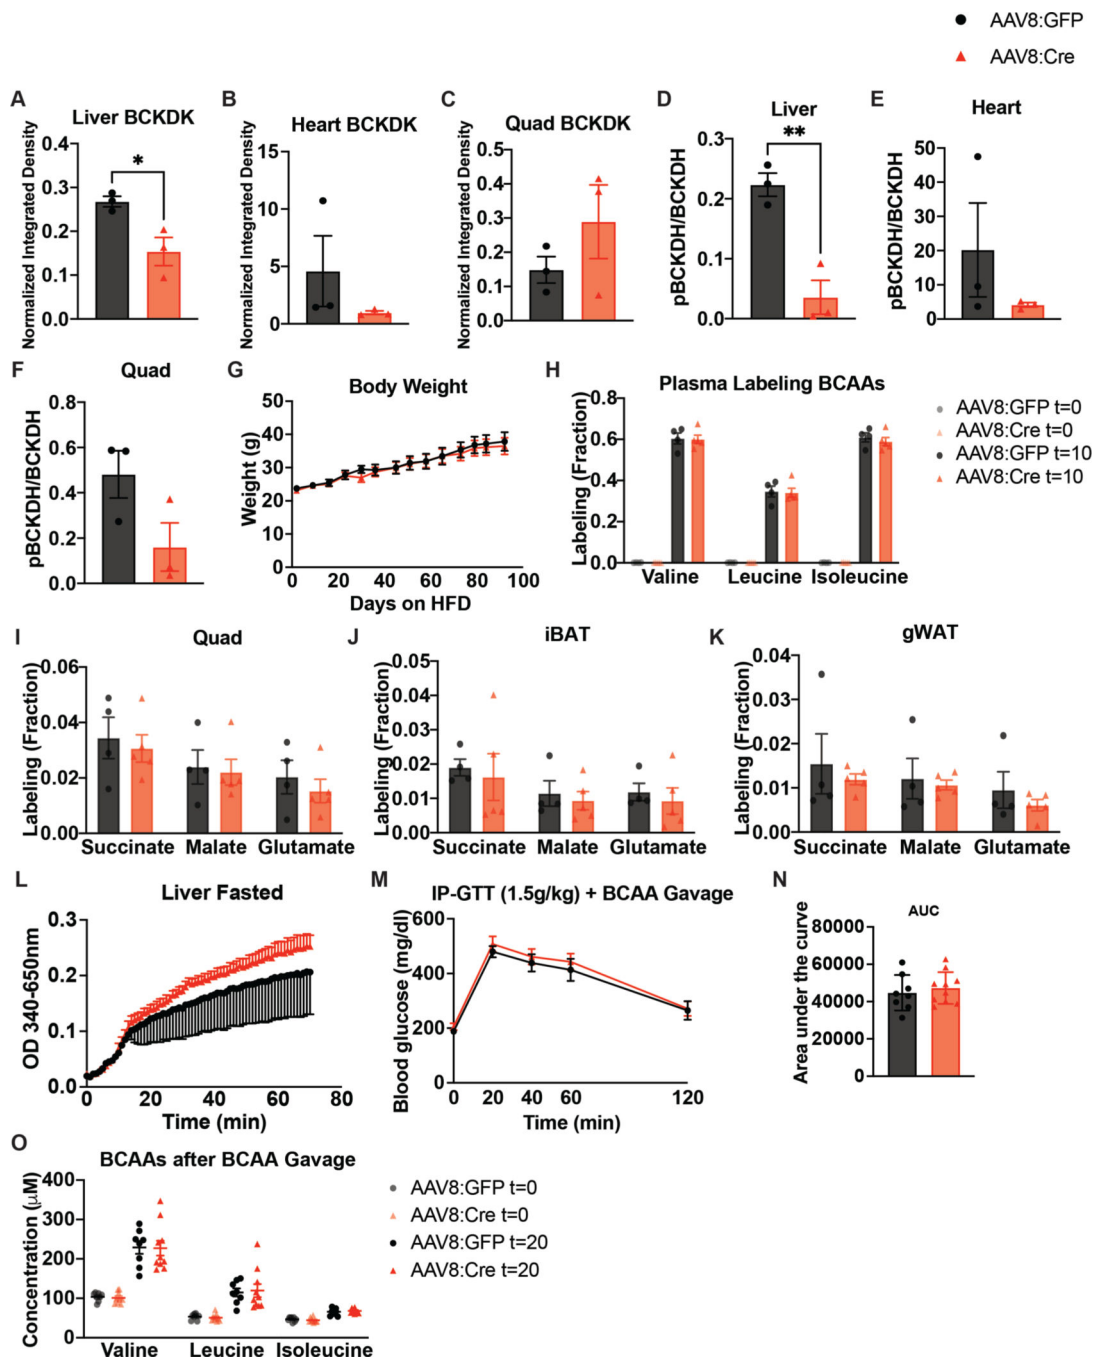 AAV8:GFP
AAV8:Cre
A
Liver BCKDK
Normalized Integrated Density
0.4
0.3
0.2
0.1
0.0
*
B
Heart BCKDK
Normalized Integrated Density
15
10
5
0
C
Quad BCKDK
Normalized Integrated Density
0.5
0.4
0.3
0.2
0.1
0.0
D
Liver
pBCKDH/BCKDH
0.3
0.2
0.1
0.0
**
E
Heart
pBCKDH/BCKDH
50
40
30
20
10
0
F
Quad
pBCKDH/BCKDH
0.8
0.6
0.4
0.2
0.0
G
Body Weight
Weight (g)
50
40
30
20
10
0
0 20 40 60 80 100
Days on HFD
H
Plasma Labeling BCAAs
Labeling (Fraction)
0.8
0.6
0.4
0.2
0.0
Valine Leucine Isoleucine
AAV8:GFP t=0
AAV8:Cre t=0
AAV8:GFP t=10
AAV8:Cre t=10
I
Quad
Labeling (Fraction)
0.06
0.04
0.02
0.00
Succinate Malate Glutamate
J
iBAT
Labeling (Fraction)
0.05
0.04
0.03
0.02
0.01
0.00
Succinate Malate Glutamate
K
gWAT
Labeling (Fraction)
0.04
0.03
0.02
0.01
0.00
Succinate Malate Glutamate
L
Liver Fasted
OD 340-650nm
0.3
0.2
0.1
0.0
0 20 40 60 80
Time (min)
M
IP-GTT (1.5g/kg) + BCAA Gavage
Blood glucose (mg/dl)
600
400
200
0
0 20 40 60 120
Time (min)
N
AUC
Area under the curve
80000
60000
40000
20000
0
O
BCAAs after BCAA Gavage
Concentration (µM)
400
300
200
100
0
Valine Leucine Isoleucine
AAV8:GFP t=0
AAV8:Cre t=0
AAV8:GFP t=20
AAV8:Cre t=20